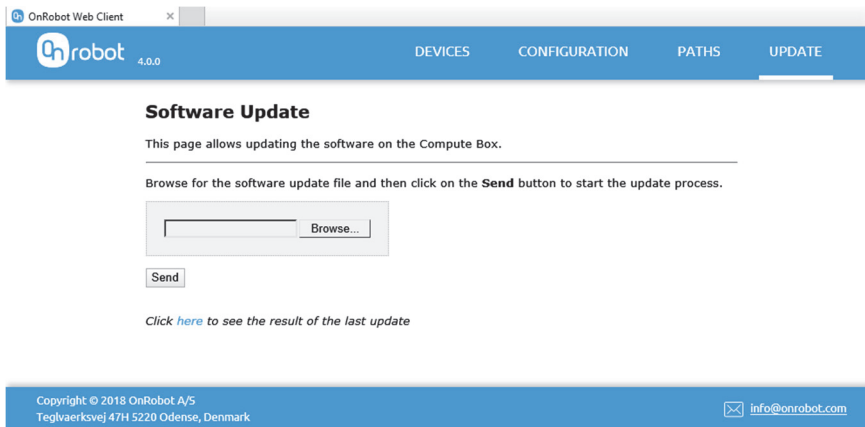 OnRobot Web Client
OnRobot 4.0.0 DEVICES CONFIGURATION PATHS UPDATE
Software Update
This page allows updating the software on the Compute Box.
Browse for the software update file and then click on the Send button to start the update process.
Browse...
Send
Click here to see the result of the last update
Copyright © 2018 OnRobot A/S
Teglvaerksvej 47H 5220 Odense, Denmark
info@onrobot.com